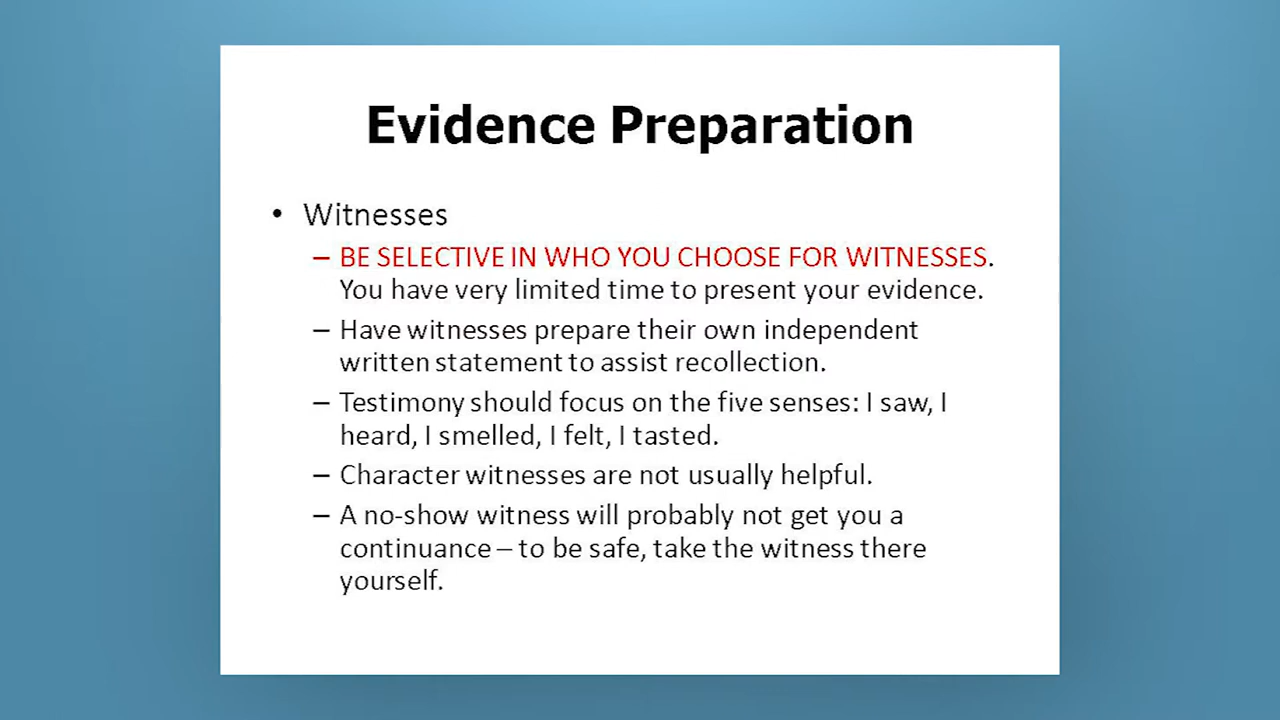 Evidence Preparation
• Witnesses
– BE SELECTIVE IN WHO YOU CHOOSE FOR WITNESSES.
You have very limited time to present your evidence.
– Have witnesses prepare their own independent
written statement to assist recollection.
– Testimony should focus on the five senses: I saw, I
heard, I smelled, I felt, I tasted.
– Character witnesses are not usually helpful.
– A no-show witness will probably not get you a
continuance – to be safe, take the witness there
yourself.